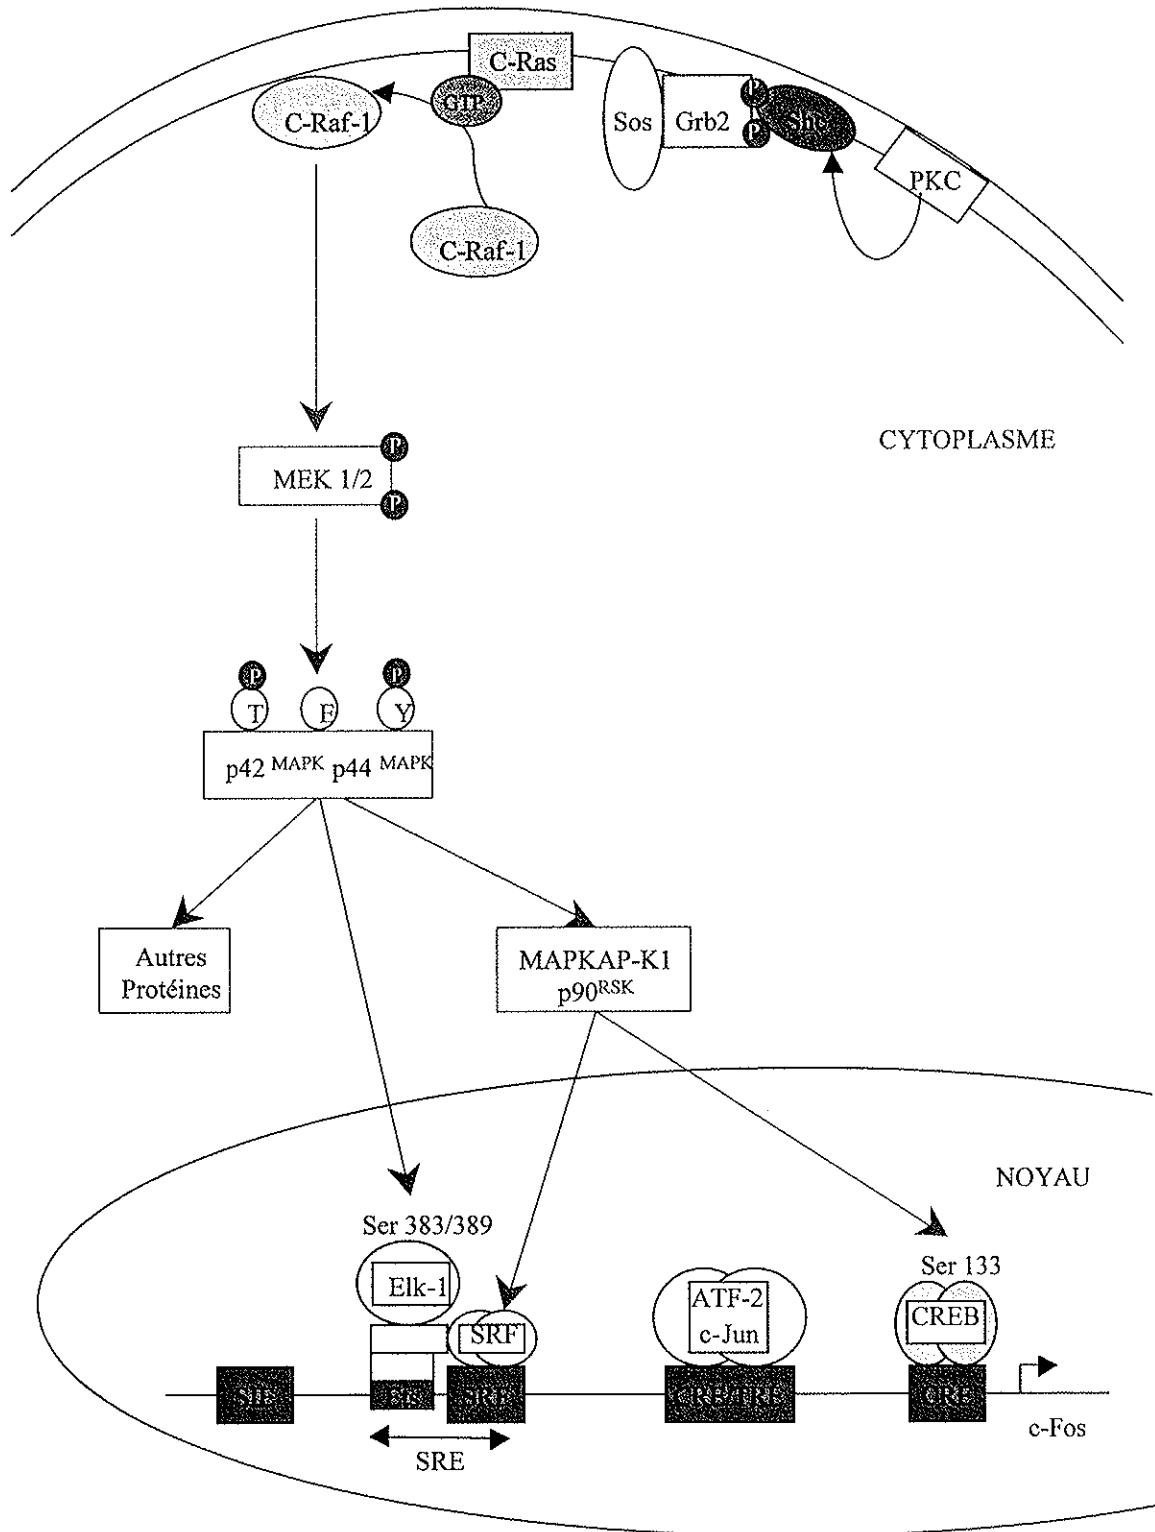 C-Ras
GTP
C-Raf-1
Sos
Grb2
P
P
Shc
PKC
C-Raf-1
CYTOPLASME
P
MEK 1/2
P
P
P
T
E
Y
p42 MAPK p44 MAPK
Autres
Protéines
MAPKAP-K1
p90RSK
NOYAU
Ser 383/389
Ser 133
Elk-1
SRF
ATF-2
c-Jun
CREB
SIE
Ets
SRE
CRE/TRE
CRE
c-Fos
SRE